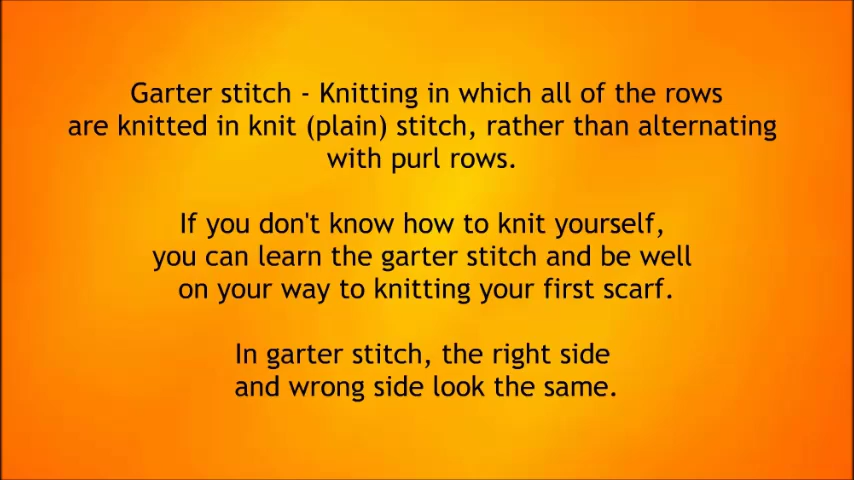 Garter stitch - Knitting in which all of the rows
are knitted in knit (plain) stitch, rather than alternating
with purl rows.
If you don't know how to knit yourself,
you can learn the garter stitch and be well
on your way to knitting your first scarf.
In garter stitch, the right side
and wrong side look the same.